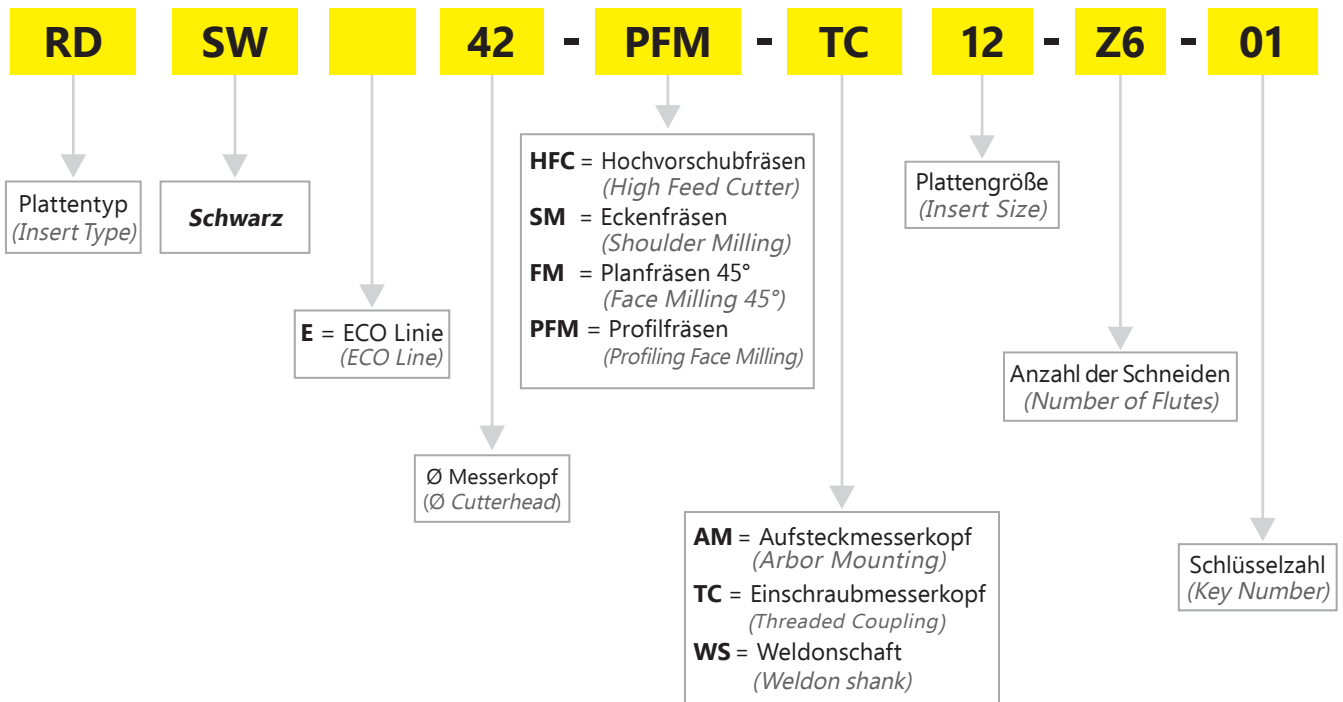 RD SW 42 - PFM - TC 12 - Z6 - 01
Plattentyp
(Insert Type)
Schwarz
E = ECO Linie
(ECO Line)
Ø Messerkopf
(Ø Cutterhead)
HFC = Hochvorschubfräsen
(High Feed Cutter)
SM = Eckenfräsen
(Shoulder Milling)
FM = Planfräsen 45°
(Face Milling 45°)
PFM = Profilfräsen
(Profiling Face Milling)
AM = Aufsteckmesserkopf
(Arbor Mounting)
TC = Einschraubmesserkopf
(Threaded Coupling)
WS = Weldonschaft
(Weldon shank)
Plattengröße
(Insert Size)
Anzahl der Schneiden
(Number of Flutes)
Schlüsselzahl
(Key Number)